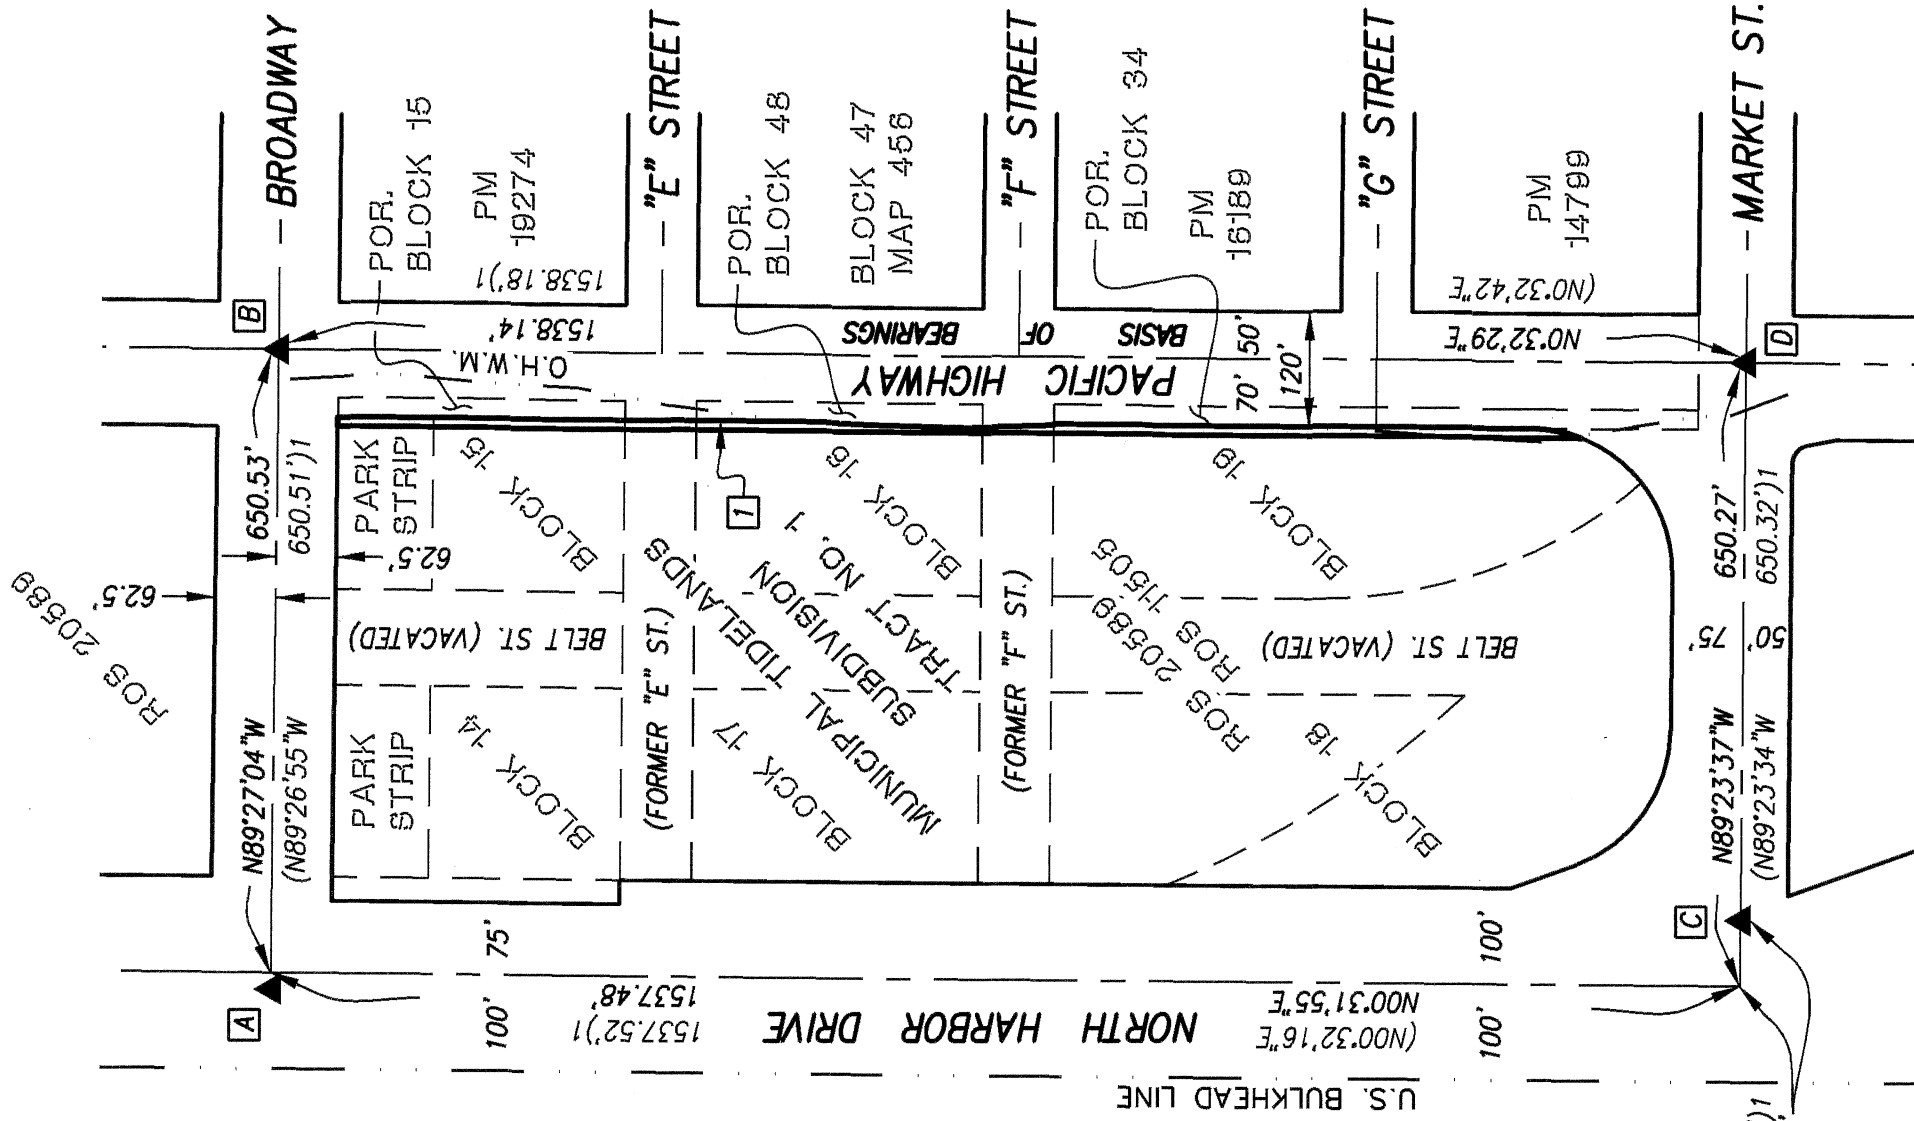 BROADWAY
"E" STREET
"F" STREET
"G" STREET
MARKET ST.
POR.
BLOCK 15
PM
19274
POR.
BLOCK 48
BLOCK 47
MAP 456
POR.
BLOCK 34
PM
16189
PM
14799
B
1538.18')1
1538.14'
O.H.W.M.
BASIS OF BEARINGS
PACIFIC HIGHWAY
50'
70'
120'
(N0°32'42"E
N0°32'29"E
D
650.53'
650.51')1
62.5'
62.5'
ROS 20589
PARK
STRIP
BLOCK 15
1
BLOCK 16
BLOCK 19
BELT ST. (VACATED)
(FORMER "E" ST.)
MUNICIPAL TIDELANDS
SUBDIVISION
TRACT NO. 1
(FORMER "F" ST.)
ROS 20589
ROS 11505
BELT ST. (VACATED)
650.27'
650.32')1
50'
75'
N89°27'04"W
(N89°26'55"W
PARK
STRIP
BLOCK 14
BLOCK 17
BLOCK 18
BLOCK
N89°23'37"W
(N89°23'34"W
C
A
75'
100'
1537.48'
1537.52')1
NORTH HARBOR DRIVE
N00°31'55"E
(N00°32'16"E
100'
100'
U.S. BULKHEAD LINE
)1